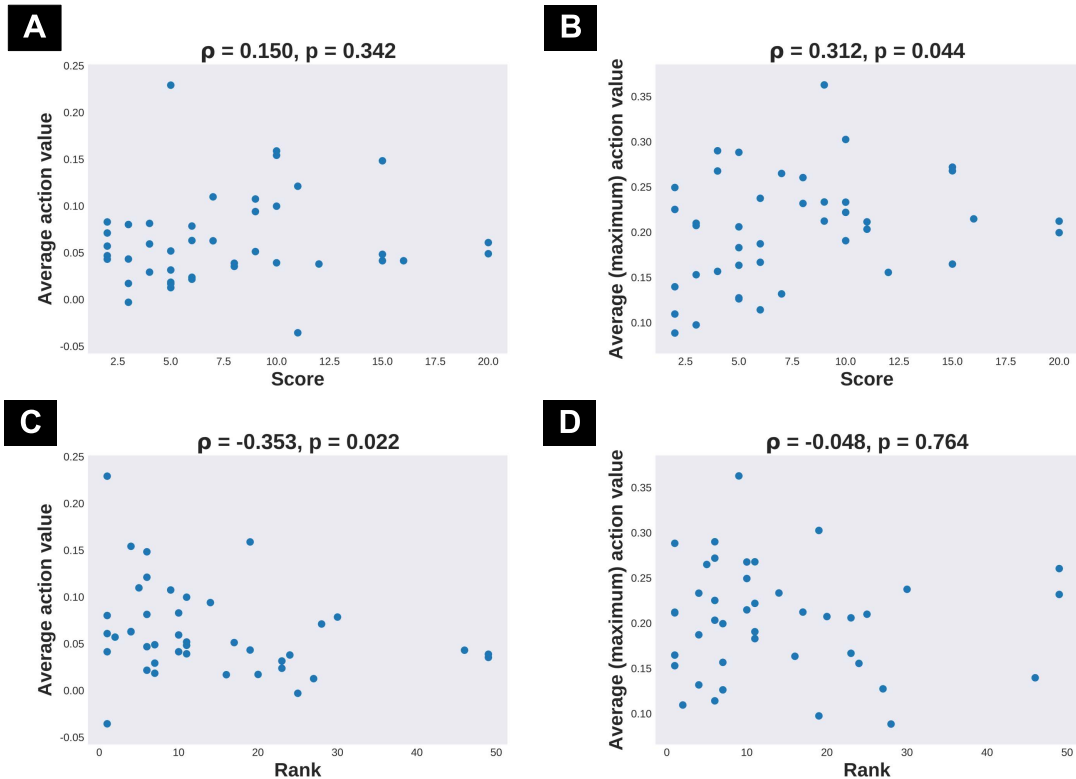 A
B
ρ = 0.150, p = 0.342
ρ = 0.312, p = 0.044
Average action value
0.25
0.20
0.15
0.10
0.05
0.00
-0.05
2.5 5.0 7.5 10.0 12.5 15.0 17.5 20.0
Score
Average (maximum) action value
0.35
0.30
0.25
0.20
0.15
0.10
2.5 5.0 7.5 10.0 12.5 15.0 17.5 20.0
Score
C
D
ρ = -0.353, p = 0.022
ρ = -0.048, p = 0.764
Average action value
0.25
0.20
0.15
0.10
0.05
0.00
-0.05
0 10 20 30 40 50
Rank
Average (maximum) action value
0.35
0.30
0.25
0.20
0.15
0.10
0 10 20 30 40 50
Rank